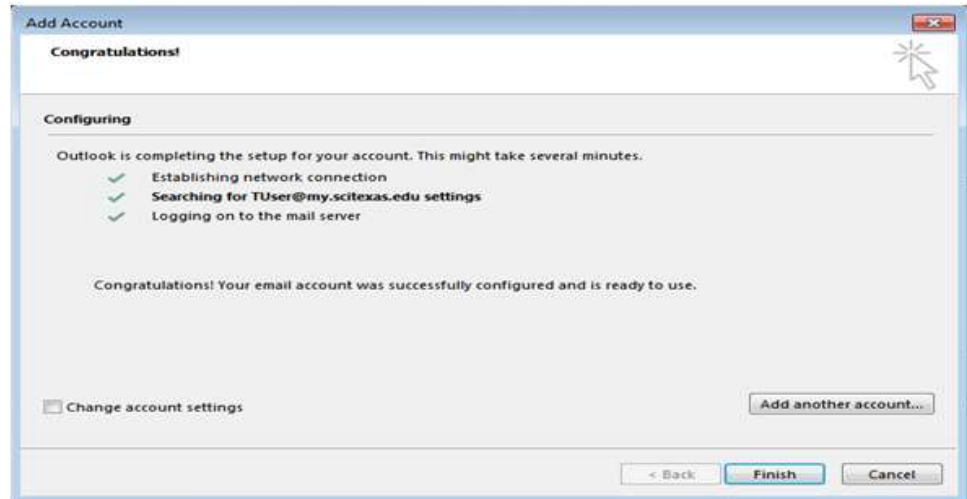 Add Account
Congratulations!
Configuring
Outlook is completing the setup for your account. This might take several minutes.
Establishing network connection
Searching for TUser@my.scitexas.edu settings
Logging on to the mail server
Congratulations! Your email account was successfully configured and is ready to use.
Change account settings
Add another account...
< Back
Finish
Cancel